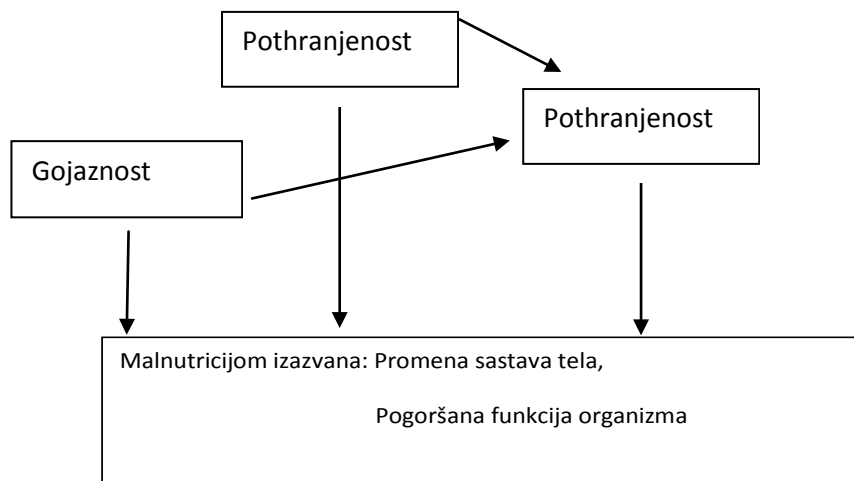 Pothranjenost
Pothranjenost
Gojaznost
Malnutricijom izazvana: Promena sastava tela,
Pogoršana funkcija organizma